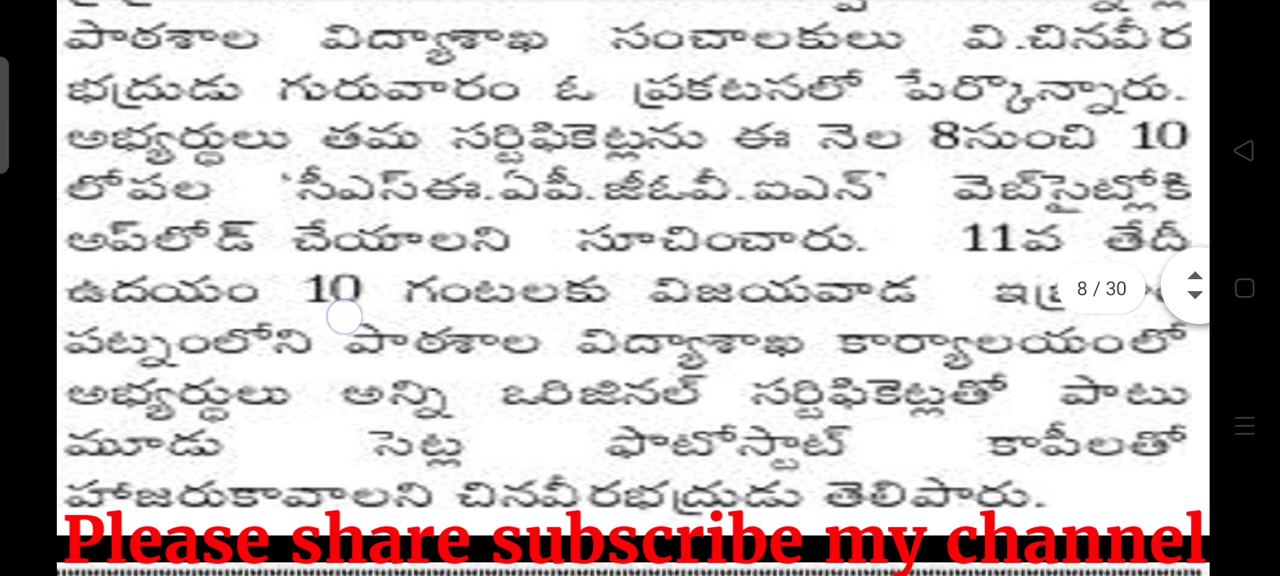 పాఠశాల విద్యాశాఖ సంచాలకులు వి.చినవీర
భద్రుడు గురువారం ఓ ప్రకటనలో పేర్కొన్నారు.
అభ్యర్థులు తమ సర్టిఫికెట్లను ఈ నెల 8నుంచి 10
లోపల 'సీఎస్ఈ.ఏపీ.జీఓవీ.ఐఎన్' వెబ్‌సైట్లోకి
అప్‌లోడ్ చేయాలని సూచించారు. 11వ తేదీ
ఉదయం 10 గంటలకు విజయవాడ
8 / 30
పట్నంలోని పాఠశాల విద్యాశాఖ కార్యాలయంలో
అభ్యర్థులు అన్ని ఒరిజినల్ సర్టిఫికెట్లతో పాటు
మూడు సెట్ల ఫొటోస్టాట్ కాపీలతో
హాజరుకావాలని చినవీరభద్రుడు తెలిపారు.
Please share subscribe my channel